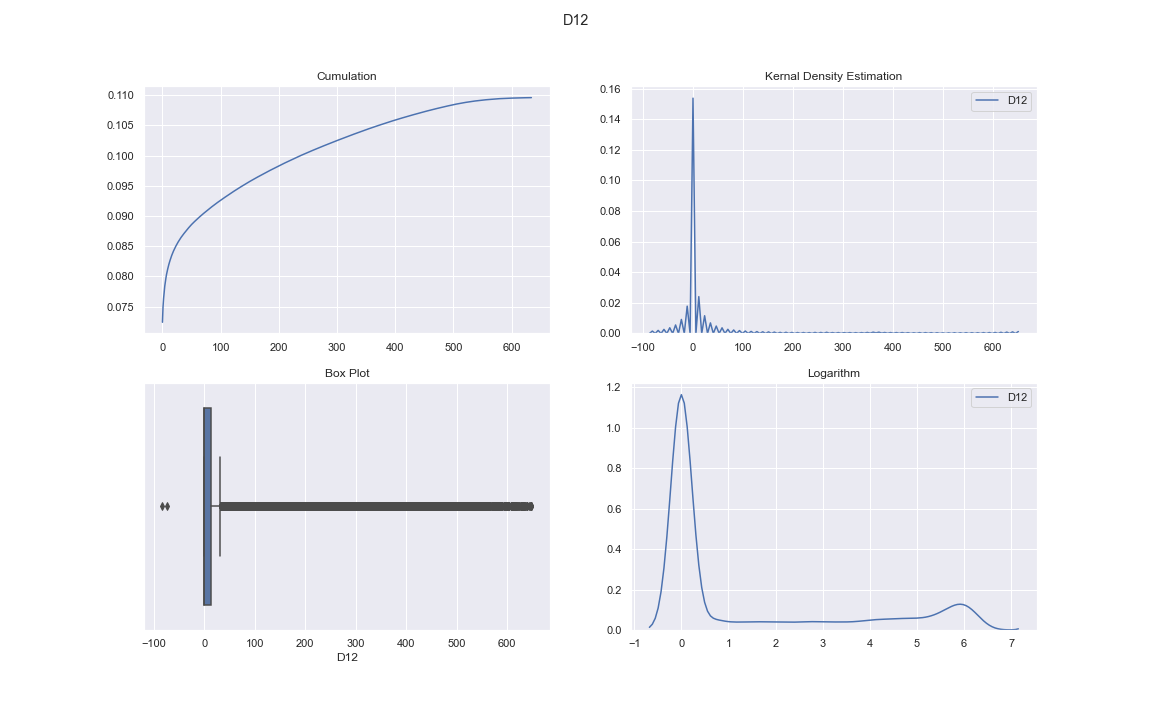 D12
Cumulation
0.110
0.105
0.100
0.095
0.090
0.085
0.080
0.075
0 100 200 300 400 500 600
Kernal Density Estimation
D12
0.16
0.14
0.12
0.10
0.08
0.06
0.04
0.02
0.00
−100 0 100 200 300 400 500 600
Box Plot
−100 0 100 200 300 400 500 600
D12
Logarithm
D12
1.2
1.0
0.8
0.6
0.4
0.2
0.0
−1 0 1 2 3 4 5 6 7